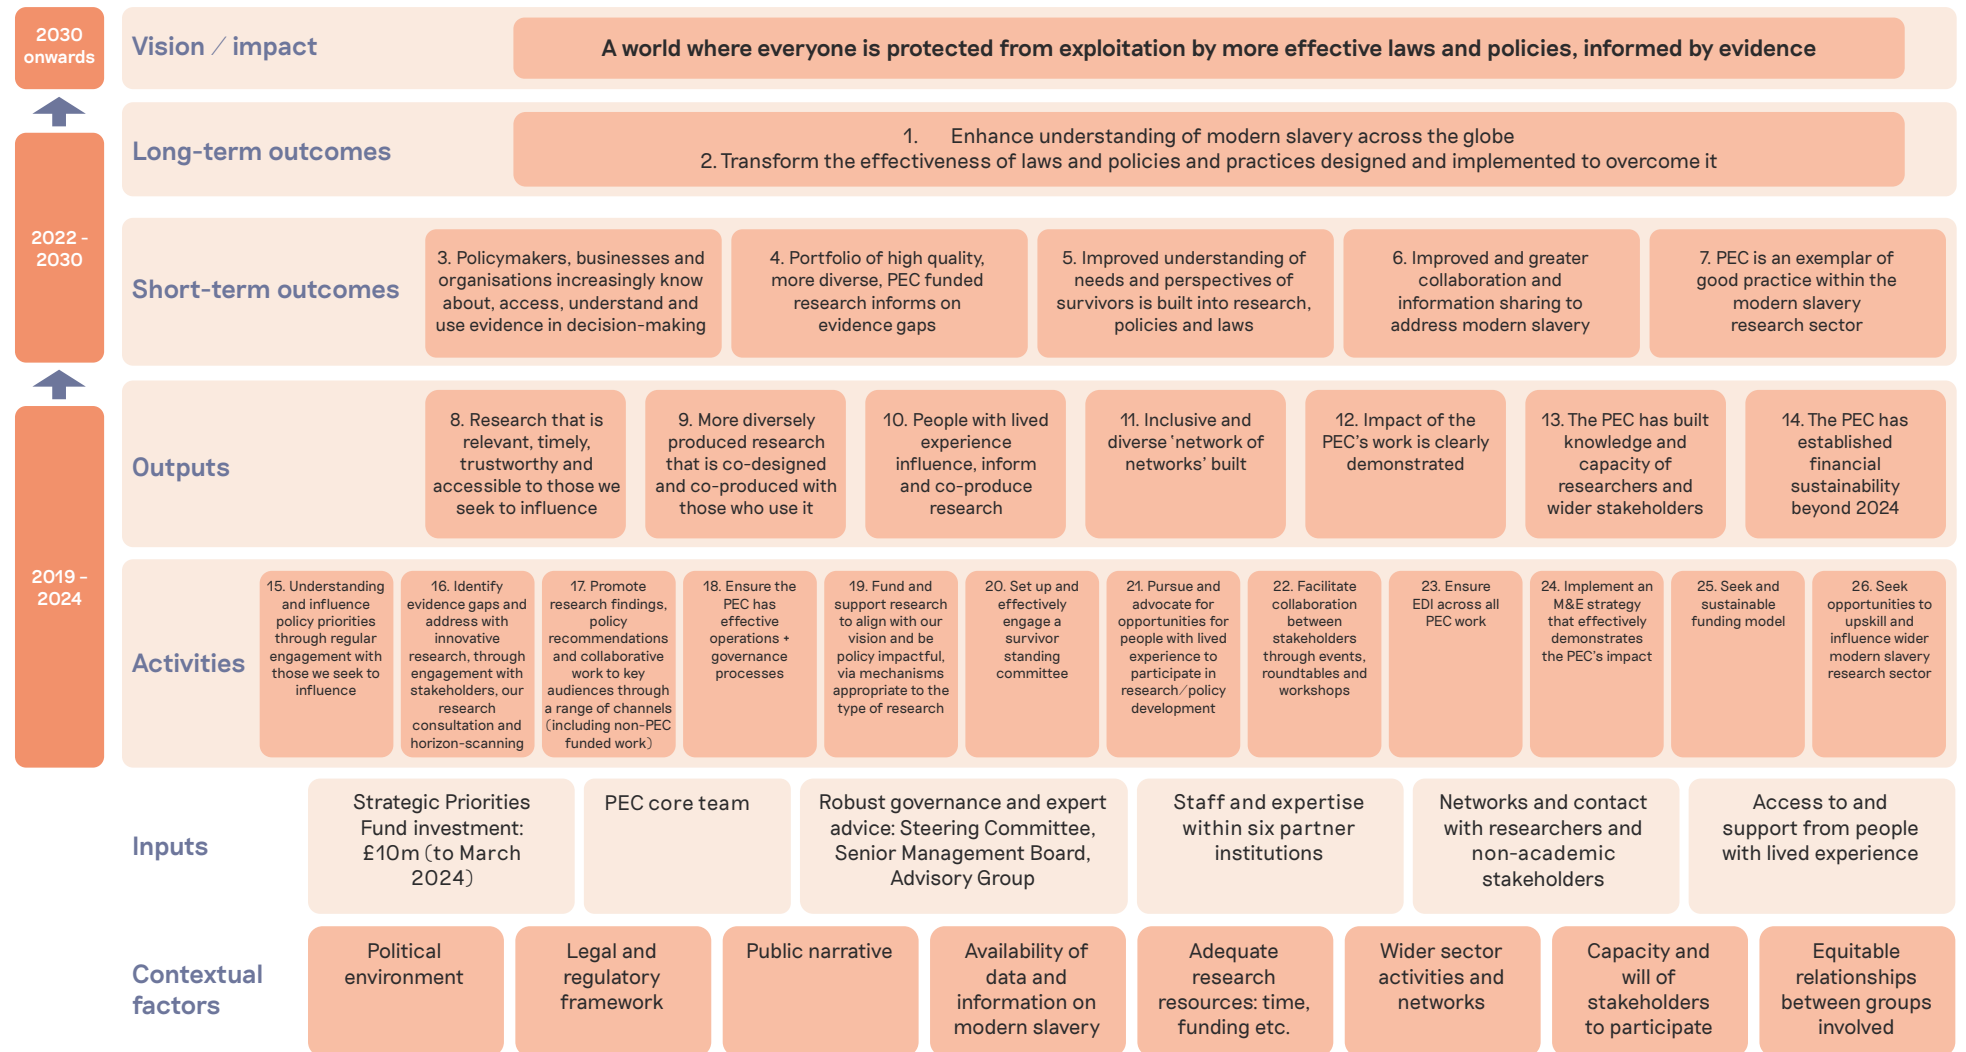 2030
onwards
Vision / impact
A world where everyone is protected from exploitation by more effective laws and policies, informed by evidence
2022 -
2030
Long-term outcomes
1. Enhance understanding of modern slavery across the globe
2. Transform the effectiveness of laws and policies and practices designed and implemented to overcome it
Short-term outcomes
3. Policymakers, businesses and
organisations increasingly know
about, access, understand and
use evidence in decision-making
4. Portfolio of high quality,
more diverse, PEC funded
research informs on
evidence gaps
5. Improved understanding of
needs and perspectives of
survivors is built into research,
policies and laws
6. Improved and greater
collaboration and
information sharing to
address modern slavery
7. PEC is an exemplar of
good practice within the
modern slavery
research sector
2019 -
2024
Outputs
8. Research that is
relevant, timely,
trustworthy and
accessible to those we
seek to influence
9. More diversely
produced research
that is co-designed
and co-produced with
those who use it
10. People with lived
experience
influence, inform
and co-produce
research
11. Inclusive and
diverse ‘network of
networks’ built
12. Impact of the
PEC’s work is clearly
demonstrated
13. The PEC has built
knowledge and
capacity of
researchers and
wider stakeholders
14. The PEC has
established
financial
sustainability
beyond 2024
Activities
15. Understanding
and influence
policy priorities
through regular
engagement with
those we seek to
influence
16. Identify
evidence gaps and
address with
innovative
research, through
engagement with
stakeholders, our
research
consultation and
horizon-scanning
17. Promote
research findings,
policy
recommendations
and collaborative
work to key
audiences through
a range of channels
(including non-PEC
funded work)
18. Ensure the
PEC has
effective
operations +
governance
processes
19. Fund and
support research
to align with our
vision and be
policy impactful,
via mechanisms
appropriate to the
type of research
20. Set up and
effectively
engage a
survivor
standing
committee
21. Pursue and
advocate for
opportunities for
people with lived
experience to
participate in
research/policy
development
22. Facilitate
collaboration
between
stakeholders
through events,
roundtables and
workshops
23. Ensure
EDI across all
PEC work
24. Implement an
M&E strategy
that effectively
demonstrates
the PEC’s impact
25. Seek and
sustainable
funding model
26. Seek
opportunities to
upskill and
influence wider
modern slavery
research sector
Inputs
Strategic Priorities
Fund investment:
£10m (to March
2024)
PEC core team
Robust governance and expert
advice: Steering Committee,
Senior Management Board,
Advisory Group
Staff and expertise
within six partner
institutions
Networks and contact
with researchers and
non-academic
stakeholders
Access to and
support from people
with lived experience
Contextual
factors
Political
environment
Legal and
regulatory
framework
Public narrative
Availability of
data and
information on
modern slavery
Adequate
research
resources: time,
funding etc.
Wider sector
activities and
networks
Capacity and
will of
stakeholders
to participate
Equitable
relationships
between groups
involved